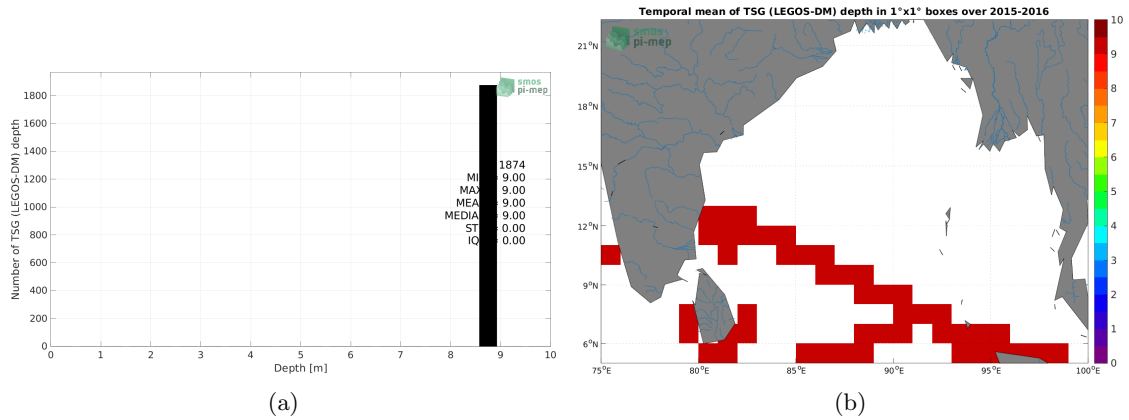 smos
pi-mep
1800
1600
1400
1200
1000
800
600
400
200
0
Number of TSG (LEGOS-DM) depth
1874
MI 9.00
MAX 9.00
MEA 9.00
MEDIA 9.00
ST 0.00
IQ 0.00
0 1 2 3 4 5 6 7 8 9 10
Depth [m]
(a)
Temporal mean of TSG (LEGOS-DM) depth in 1°x1° boxes over 2015-2016
smos
pi-mep
21°N
18°N
15°N
12°N
9°N
6°N
75°E 80°E 85°E 90°E 95°E 100°E
10
9
8
7
6
5
4
3
2
1
0
(b)